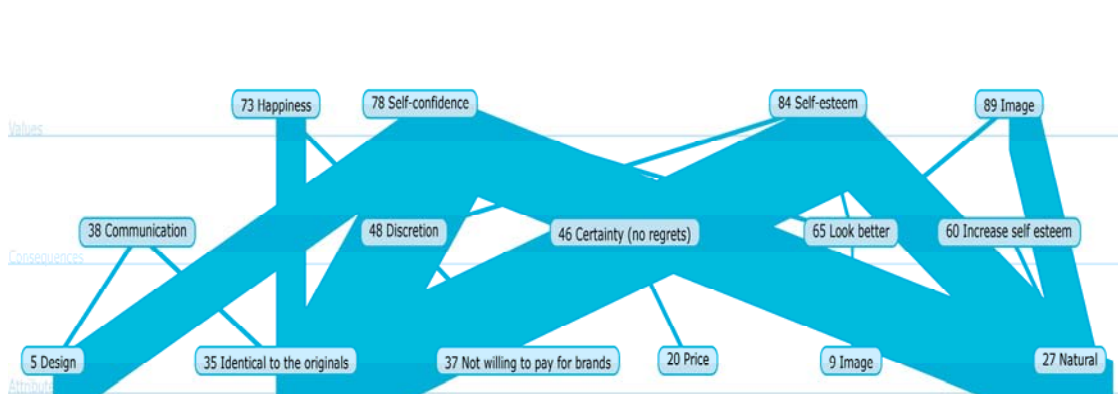 73 Happiness
78 Self-confidence
84 Self-esteem
89 Image
Values
38 Communication
48 Discretion
46 Certainty (no regrets)
65 Look better
60 Increase self esteem
Consequences
5 Design
35 Identical to the originals
37 Not willing to pay for brands
20 Price
9 Image
27 Natural
Attribute